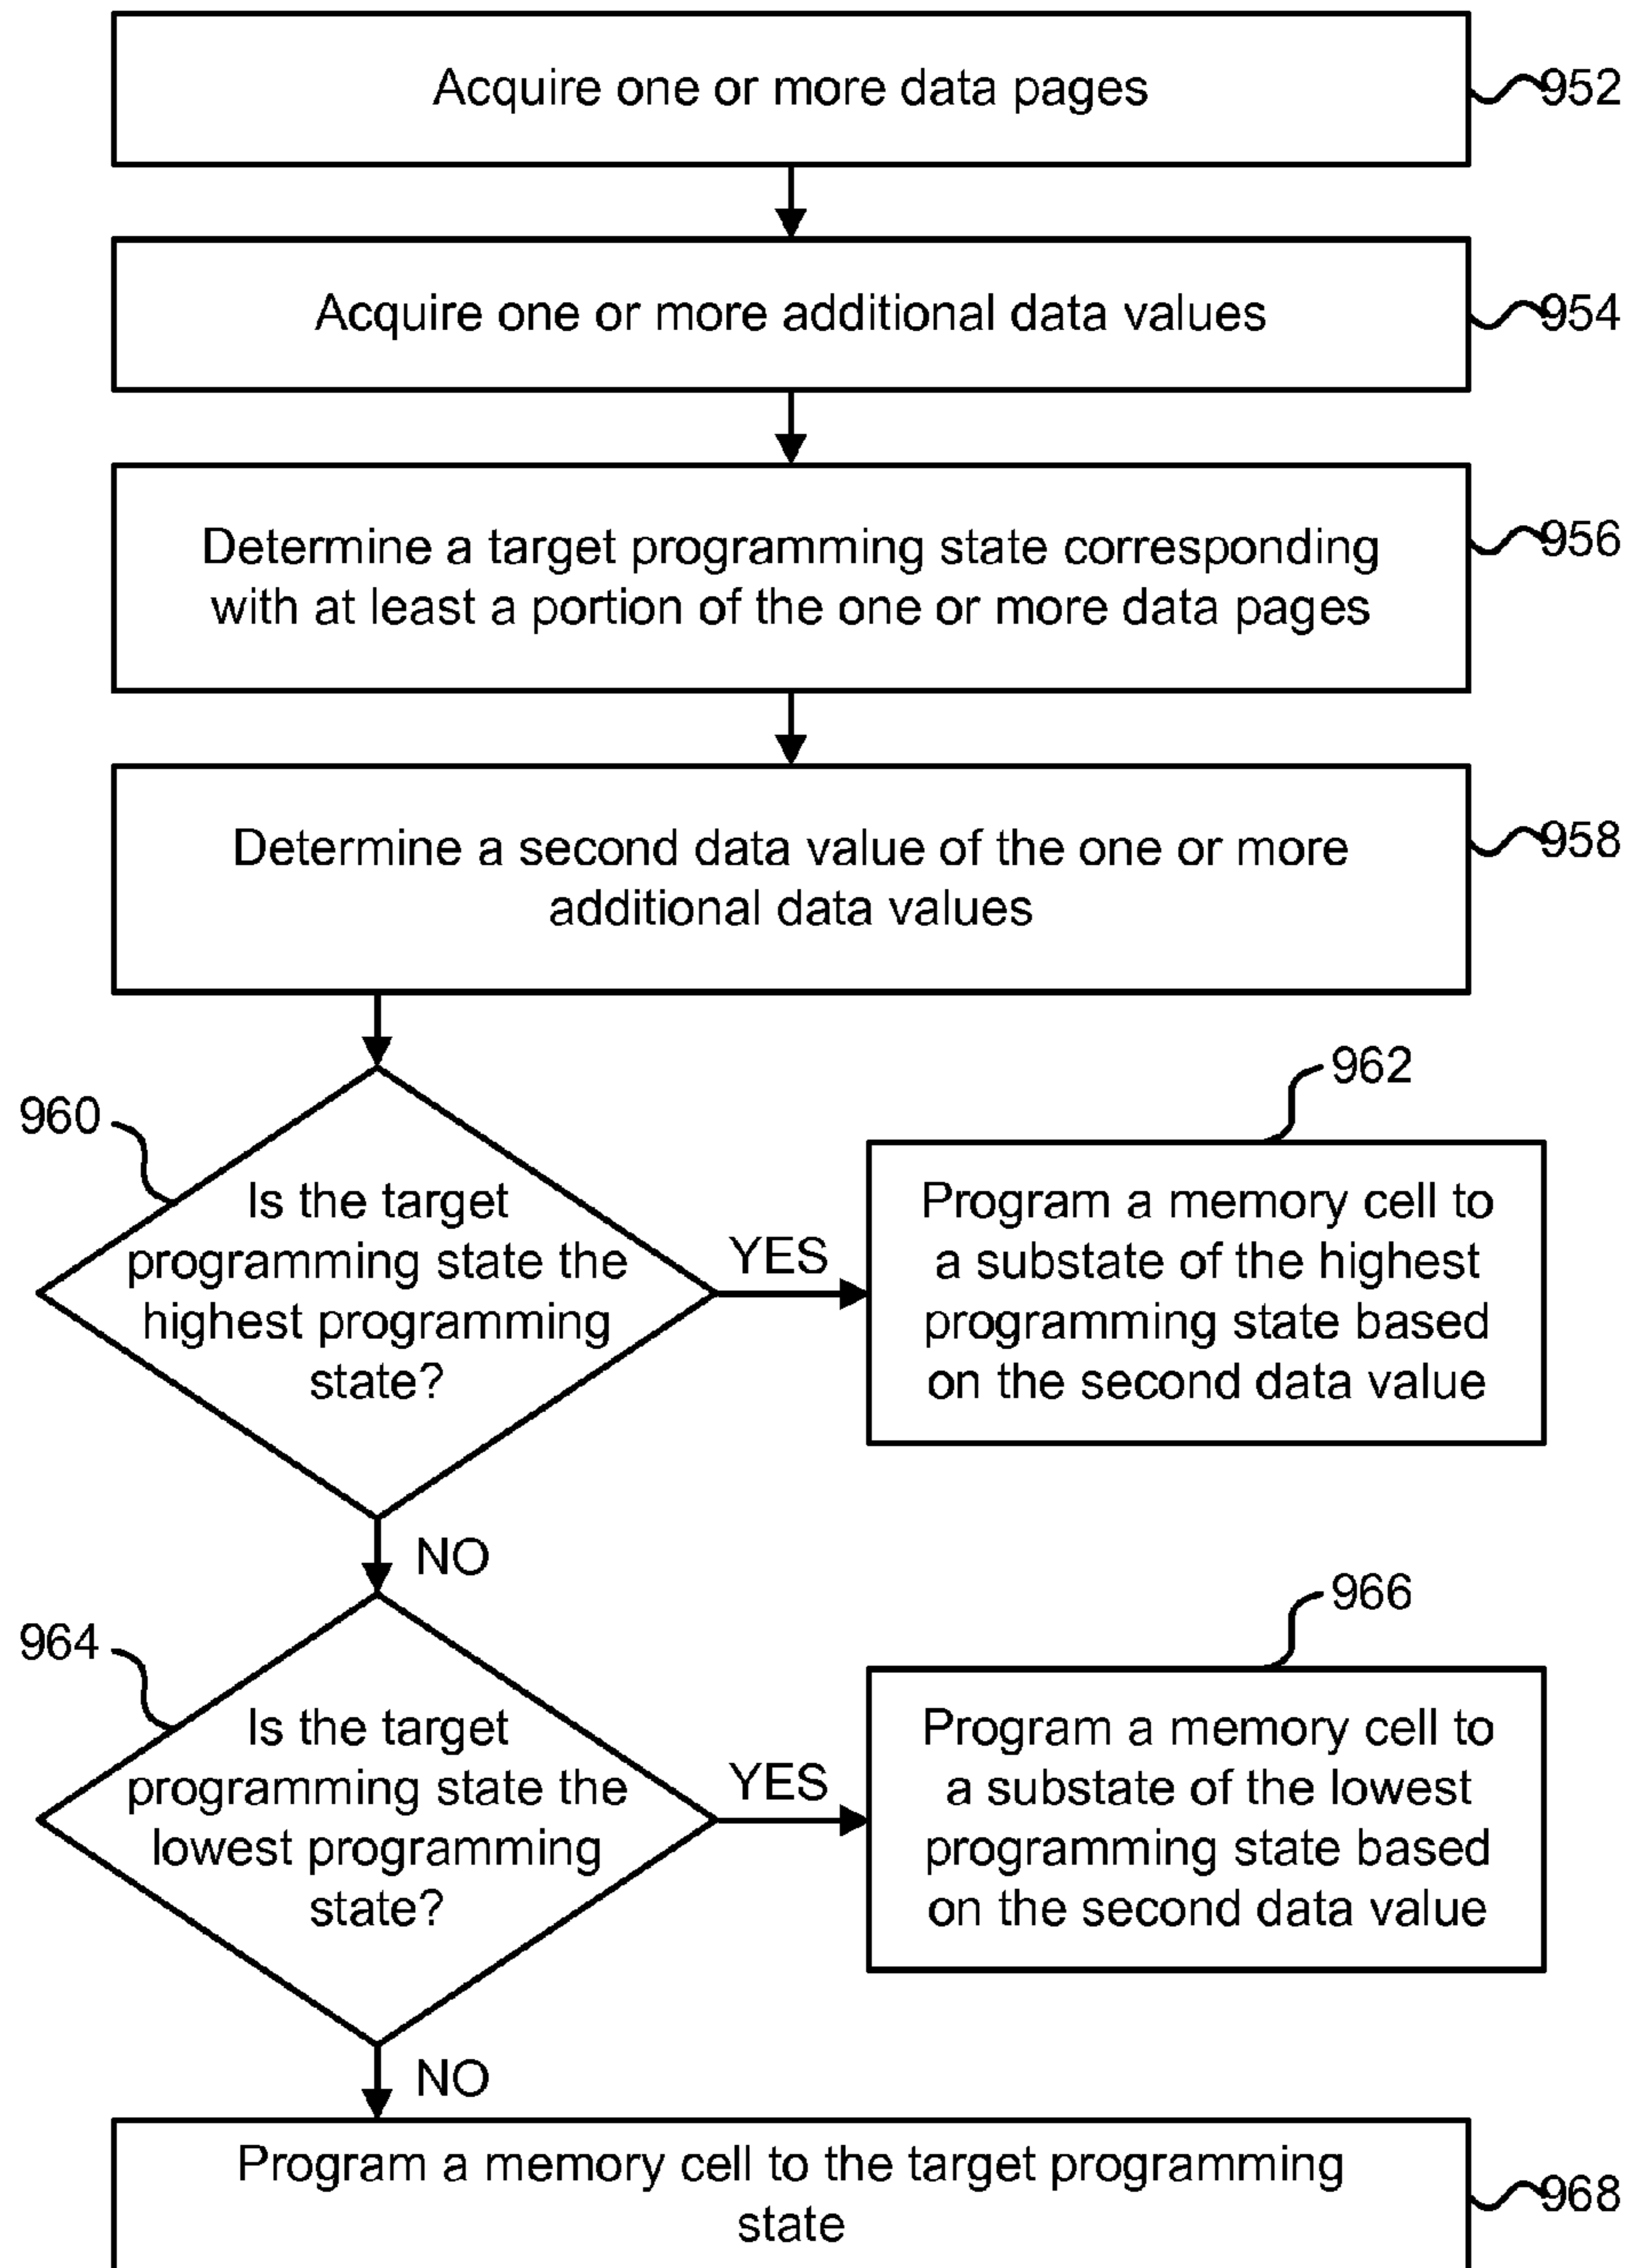 Acquire one or more data pages
952
Acquire one or more additional data values
954
Determine a target programming state corresponding
with at least a portion of the one or more data pages
956
Determine a second data value of the one or more
additional data values
958
960
Is the target
programming state the
highest programming
state?
YES
962
Program a memory cell to
a substate of the highest
programming state based
on the second data value
NO
964
Is the target
programming state the
lowest programming
state?
YES
966
Program a memory cell to
a substate of the lowest
programming state based
on the second data value
NO
Program a memory cell to the target programming
state
968